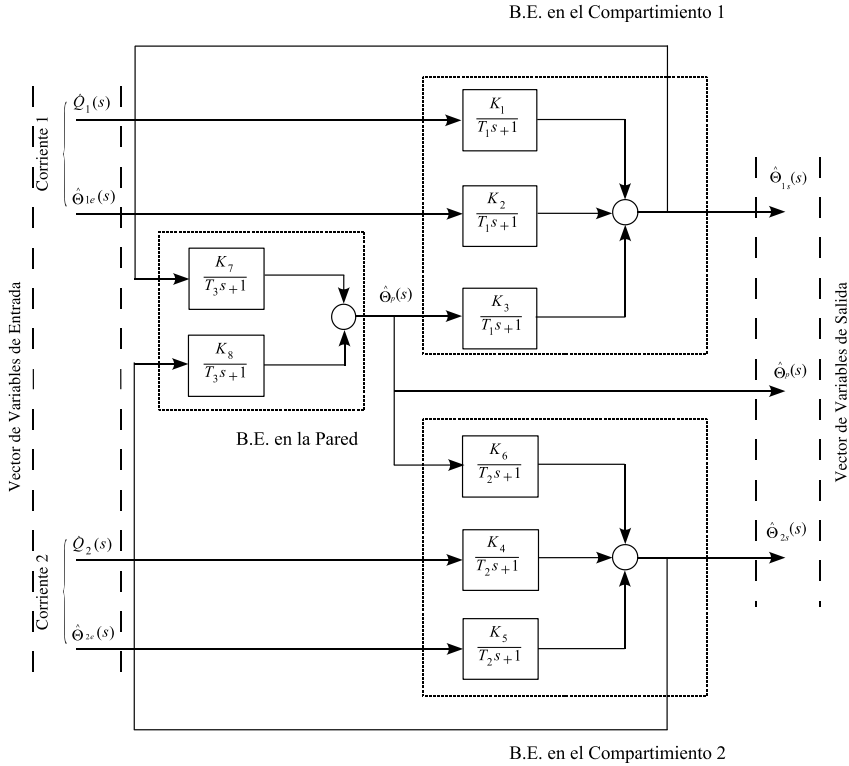 B.E. en el Compartimiento 1
Vector de Variables de Entrada
Corriente 1
Q̂₁(s)
Θ̂₁ₑ(s)
K₁
T₁s+1
K₂
T₁s+1
K₃
T₁s+1
Θ̂₁ₛ(s)
K₇
T₃s+1
K₈
T₃s+1
Θ̂ₚ(s)
B.E. en la Pared
Θ̂ₚ(s)
Vector de Variables de Salida
K₆
T₂s+1
Corriente 2
Q̂₂(s)
K₄
T₂s+1
Θ̂₂ₛ(s)
Θ̂₂ₑ(s)
K₅
T₂s+1
B.E. en el Compartimiento 2